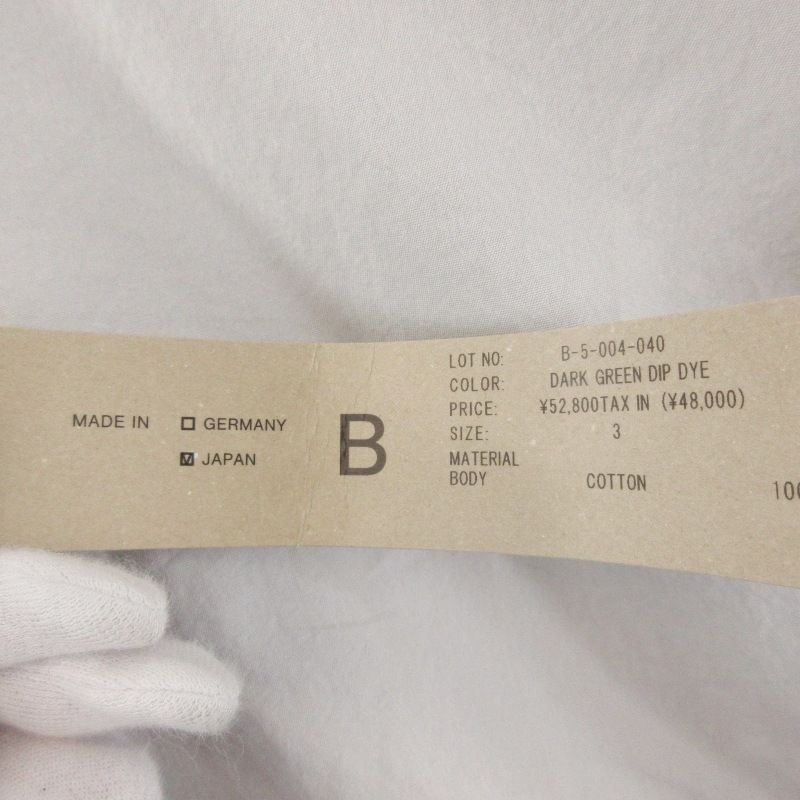 MADE IN
GERMANY
JAPAN
B
LOT NO: B-5-004-040
COLOR: DARK GREEN DIP DYE
PRICE: ¥52,800TAX IN (¥48,000)
SIZE: 3
MATERIAL
BODY COTTON